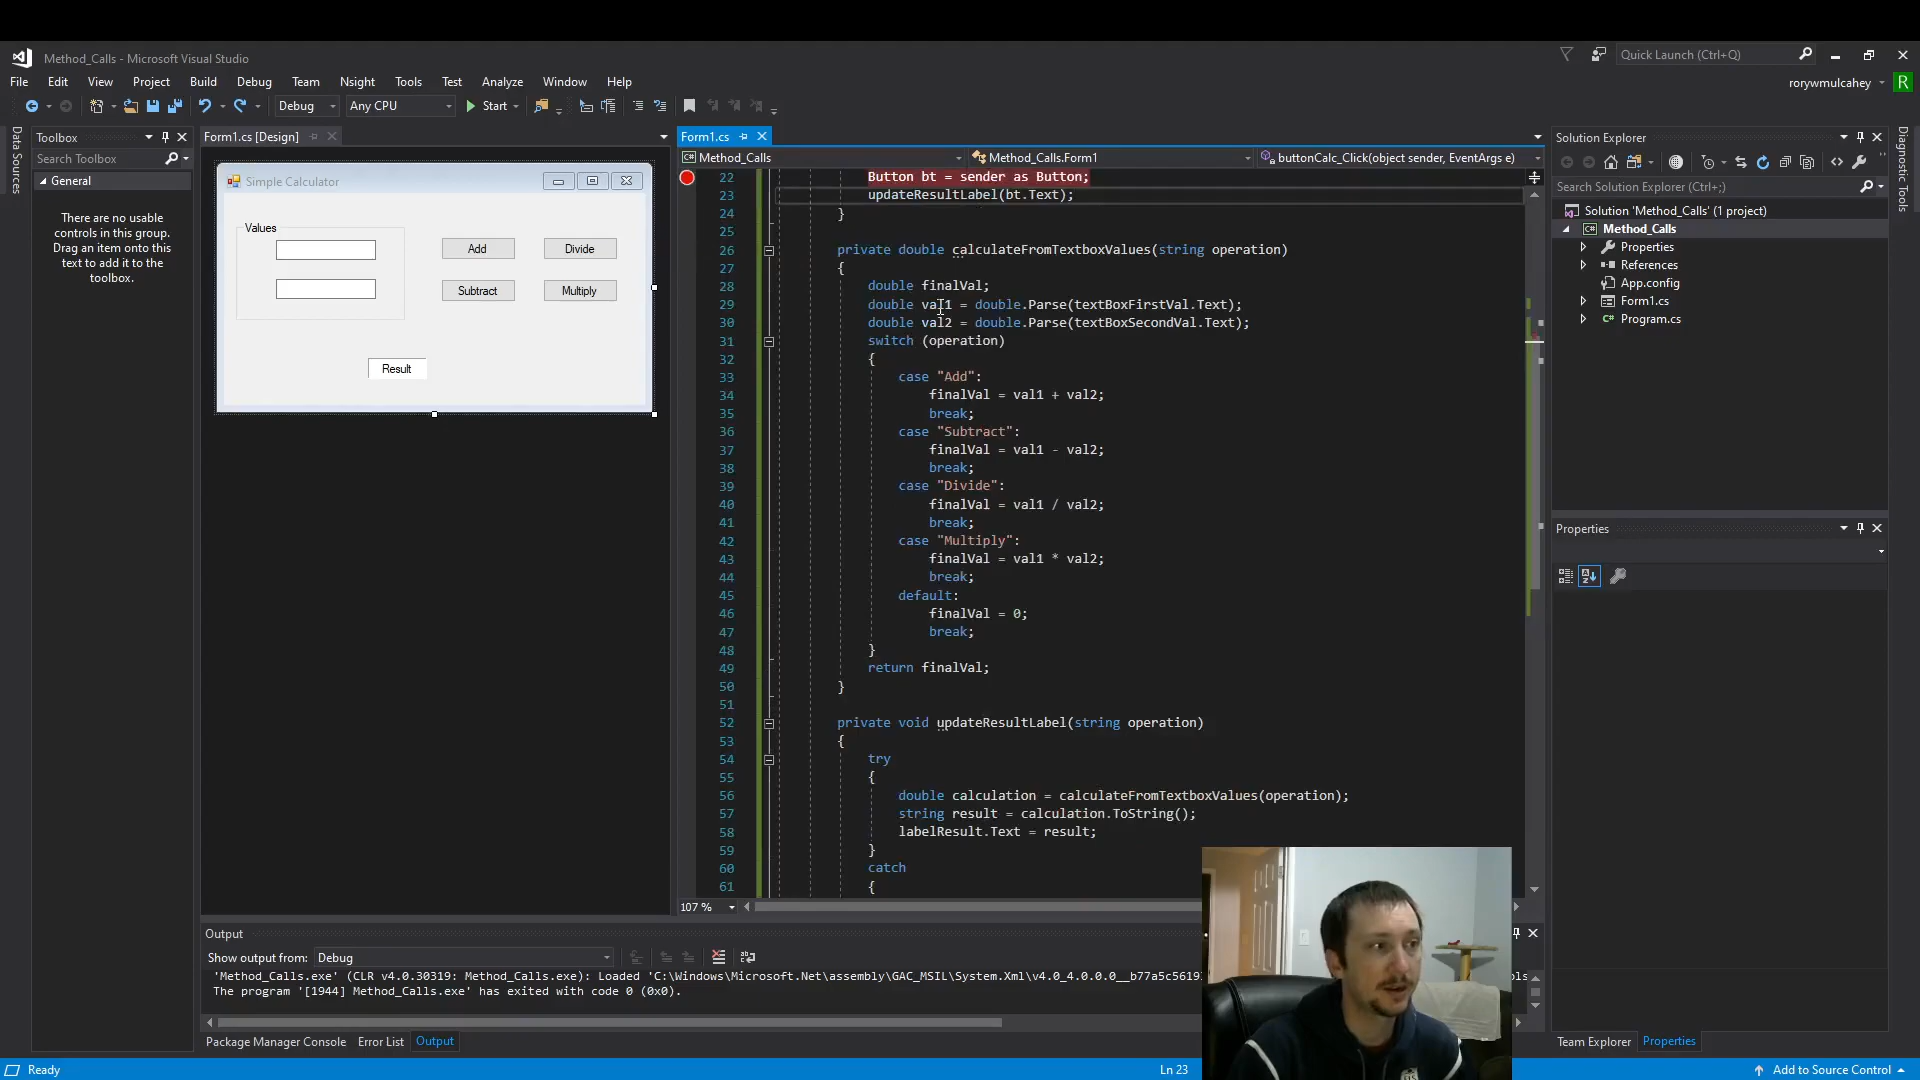 Method_Calls - Microsoft Visual Studio
Quick Launch (Ctrl+Q)
File Edit View Project Build Debug Team Nsight Tools Test Analyze Window Help
rorywmulcahey R
Debug Any CPU Start
Data Sources
Toolbox
Search Toolbox
General
There are no usable
controls in this group.
Drag an item onto this
text to add it to the
toolbox.
Form1.cs [Design]
Simple Calculator
Values
Add Divide
Subtract Multiply
Result
Form1.cs
Method_Calls Method_Calls.Form1 buttonCalc_Click(object sender, EventArgs e)
22 Button bt = sender as Button;
23 updateResultLabel(bt.Text);
24 }
25
26 private double calculateFromTextboxValues(string operation)
27 {
28 double finalVal;
29 double val1 = double.Parse(textBoxFirstVal.Text);
30 double val2 = double.Parse(textBoxSecondVal.Text);
31 switch (operation)
32 {
33 case "Add":
34 finalVal = val1 + val2;
35 break;
36 case "Subtract":
37 finalVal = val1 - val2;
38 break;
39 case "Divide":
40 finalVal = val1 / val2;
41 break;
42 case "Multiply":
43 finalVal = val1 * val2;
44 break;
45 default:
46 finalVal = 0;
47 break;
48 }
49 return finalVal;
50 }
51
52 private void updateResultLabel(string operation)
53 {
54 try
55 {
56 double calculation = calculateFromTextboxValues(operation);
57 string result = calculation.ToString();
58 labelResult.Text = result;
59 }
60 catch
61 {
107 %
Solution Explorer
Search Solution Explorer (Ctrl+;)
Solution 'Method_Calls' (1 project)
Method_Calls
Properties
References
App.config
Form1.cs
Program.cs
Diagnostic Tools
Properties
Output
Show output from: Debug
'Method_Calls.exe' (CLR v4.0.30319: Method_Calls.exe): Loaded 'C:\Windows\Microsoft.Net\assembly\GAC_MSIL\System.Xml\v4.0_4.0.0.0__b77a5c5619
The program '[1944] Method_Calls.exe' has exited with code 0 (0x0).
Package Manager Console Error List Output
Team Explorer Properties
Ready
Ln 23
Add to Source Control